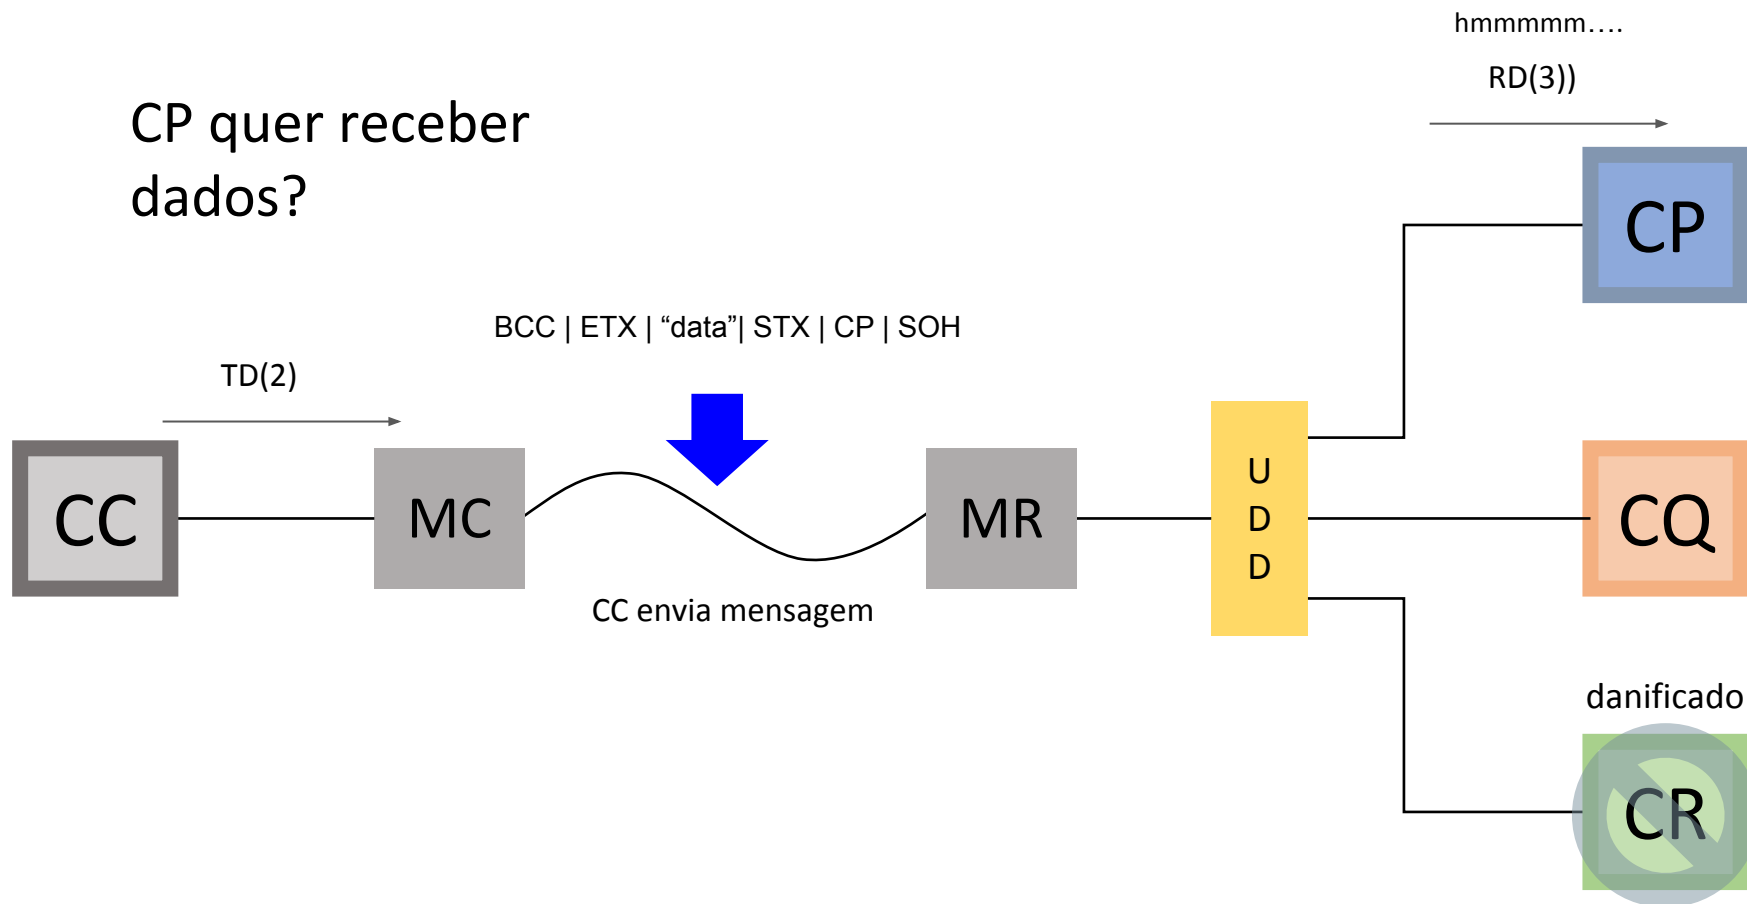 hmmmmm....
RD(3))
CP quer receber
dados?
CP
BCC | ETX | “data”| STX | CP | SOH
TD(2)
CC
MC
MR
U
D
D
CQ
CC envia mensagem
danificado
CR